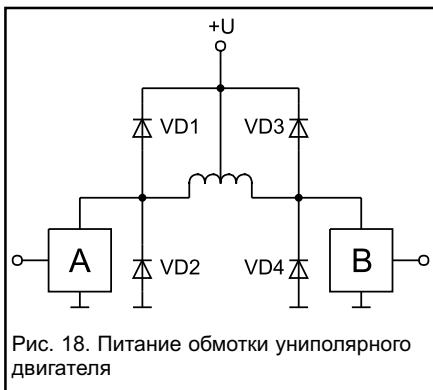 +U
VD1 VD3
A VD2 VD4 B
Рис. 18. Питание обмотки униполярного
двигателя